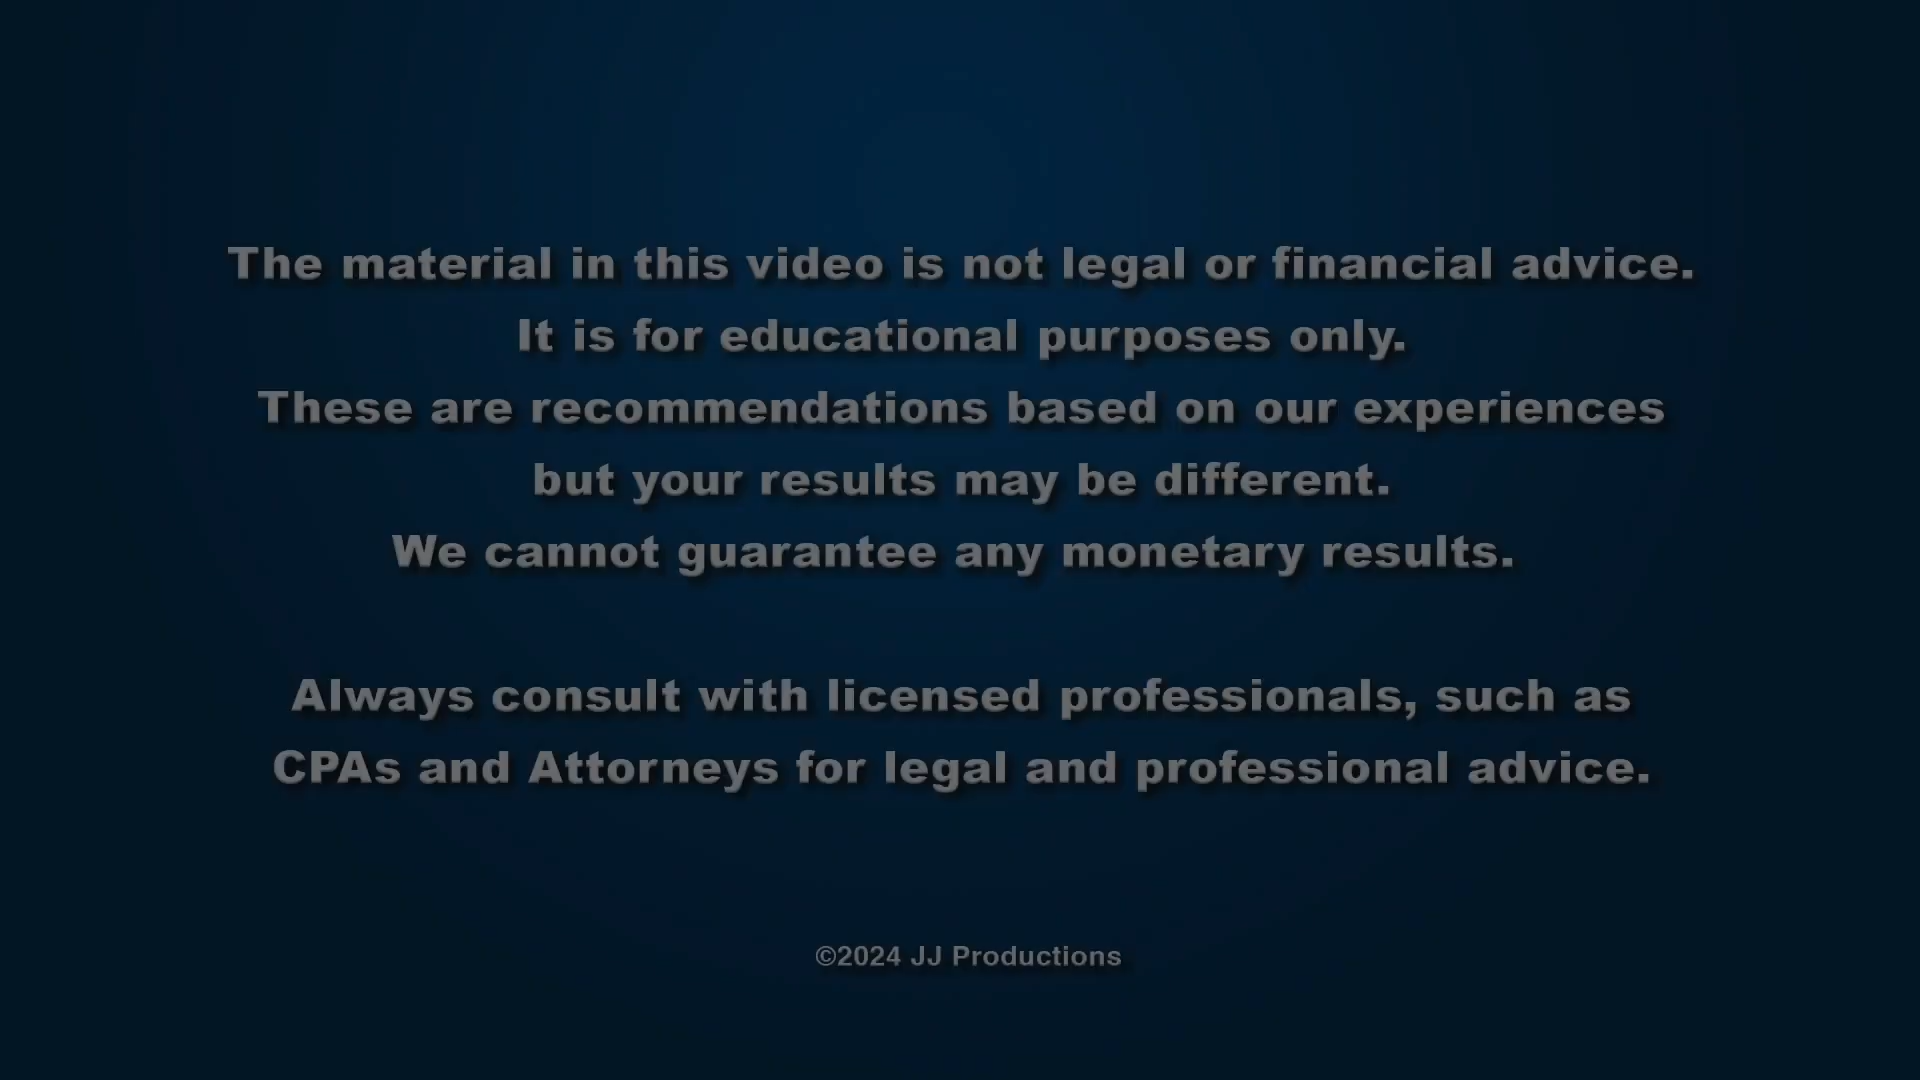 The material in this video is not legal or financial advice.
It is for educational purposes only.
These are recommendations based on our experiences
but your results may be different.
We cannot guarantee any monetary results.
Always consult with licensed professionals, such as
CPAs and Attorneys for legal and professional advice.
©2024 JJ Productions